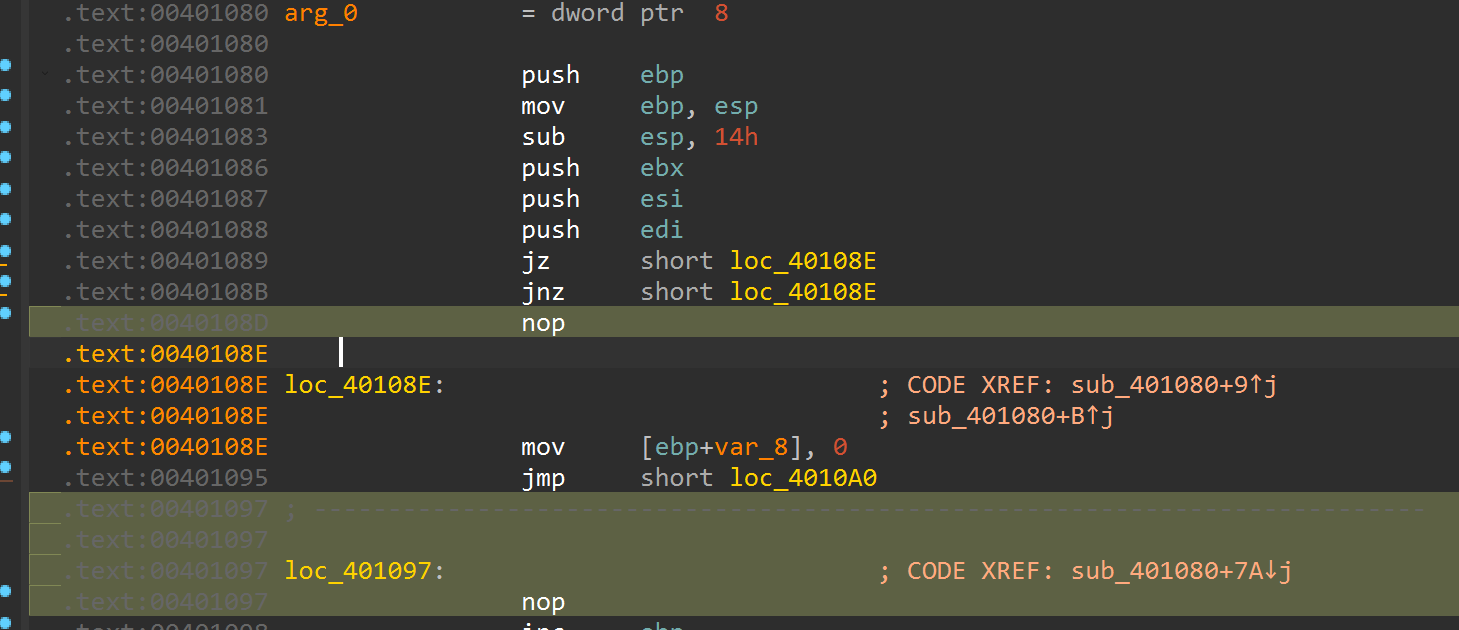 .text:00401080 arg_0 = dword ptr 8
.text:00401080
.text:00401080 push ebp
.text:00401081 mov ebp, esp
.text:00401083 sub esp, 14h
.text:00401086 push ebx
.text:00401087 push esi
.text:00401088 push edi
.text:00401089 jz short loc_40108E
.text:0040108B jnz short loc_40108E
.text:0040108D nop
.text:0040108E
.text:0040108E loc_40108E: ; CODE XREF: sub_401080+9↑j
.text:0040108E ; sub_401080+B↑j
.text:0040108E mov [ebp+var_8], 0
.text:00401095 jmp short loc_4010A0
.text:00401097 ; ---------------------------------------------------------------------------
.text:00401097
.text:00401097 loc_401097: ; CODE XREF: sub_401080+7A↓j
.text:00401097 nop
.text:00401098